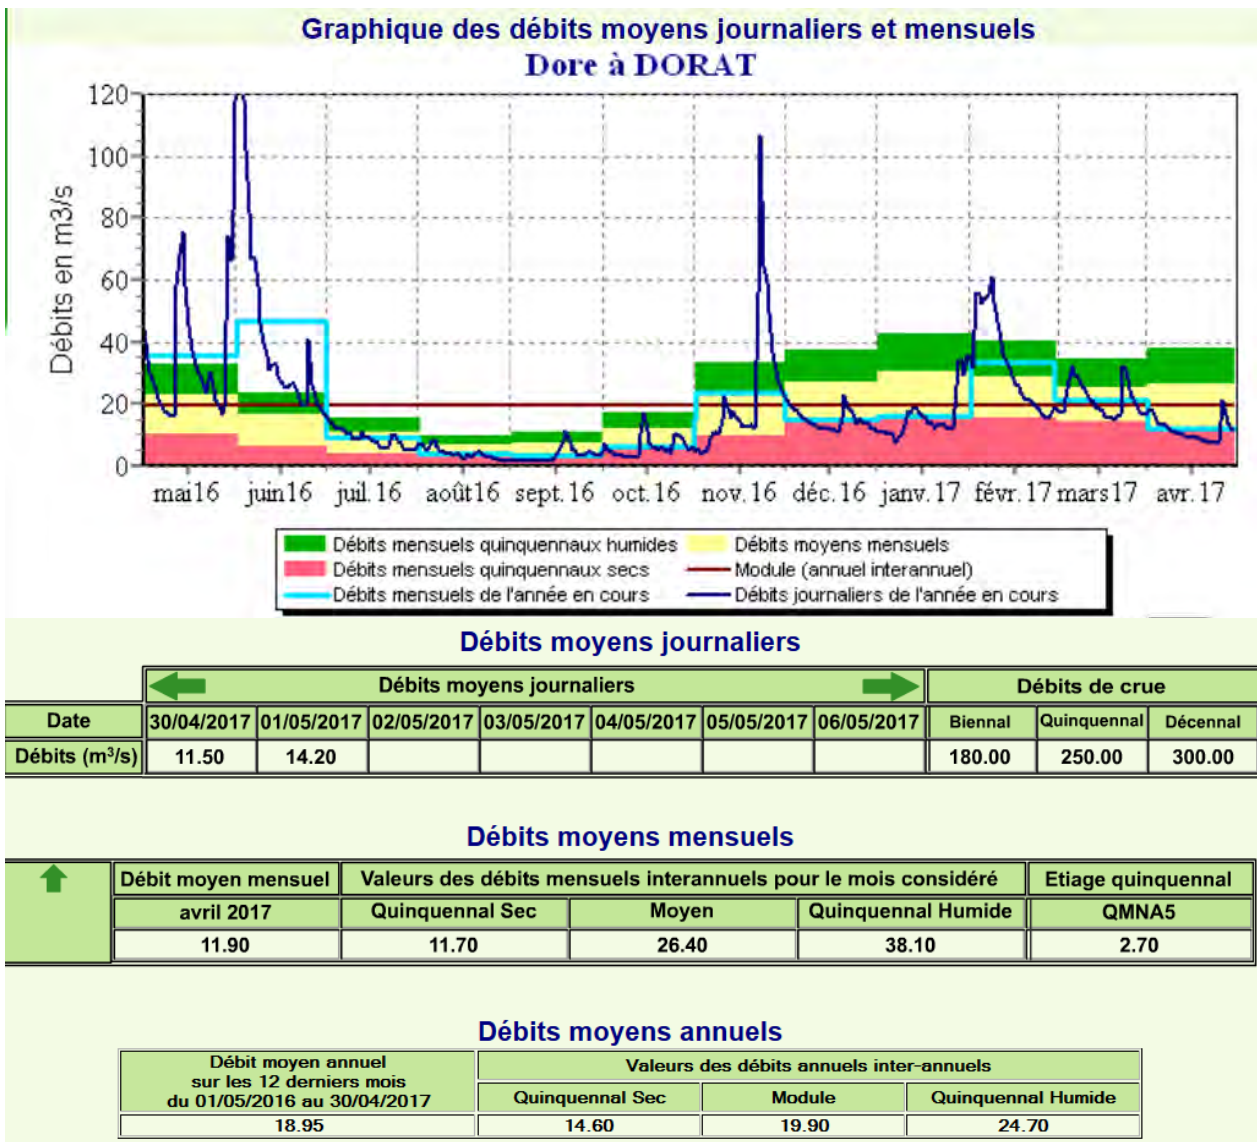 Graphique des débits moyens journaliers et mensuels
Dore à DORAT
120
100
80
60
40
20
0
Débits en m3/s
mai16 juin16 juil.16 août16 sept.16 oct.16 nov.16 déc.16 janv.17 févr.17 mars17 avr.17
Débits mensuels quinquennaux humides Débits moyens mensuels
Débits mensuels quinquennaux secs Module (annuel interannuel)
Débits mensuels de l'année en cours Débits journaliers de l'année en cours
Débits moyens journaliers
Débits moyens journaliers Débits de crue
Date 30/04/2017 01/05/2017 02/05/2017 03/05/2017 04/05/2017 05/05/2017 06/05/2017 Biennal Quinquennal Décennal
Débits (m³/s) 11.50 14.20 180.00 250.00 300.00
Débits moyens mensuels
Débit moyen mensuel Valeurs des débits mensuels interannuels pour le mois considéré Etiage quinquennal
avril 2017 Quinquennal Sec Moyen Quinquennal Humide QMNA5
11.90 11.70 26.40 38.10 2.70
Débits moyens annuels
Débit moyen annuel
sur les 12 derniers mois
du 01/05/2016 au 30/04/2017
Valeurs des débits annuels inter-annuels
Quinquennal Sec Module Quinquennal Humide
18.95 14.60 19.90 24.70